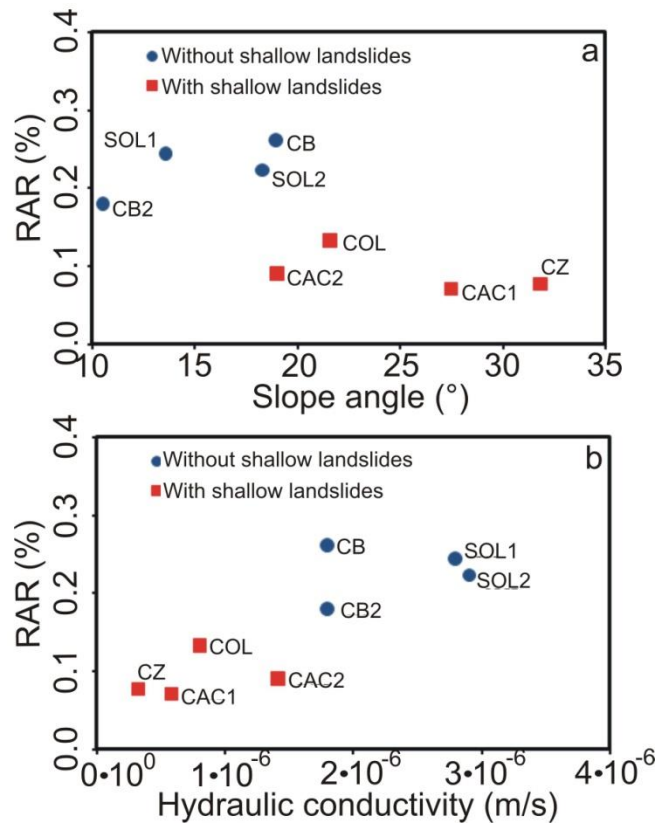 a
Without shallow landslides
With shallow landslides
RAR (%)
0.4
0.3
0.2
0.1
0.0
SOL1
CB
SOL2
CB2
COL
CAC2
CAC1
CZ
10 15 20 25 30 35
Slope angle (°)
b
Without shallow landslides
With shallow landslides
RAR (%)
0.4
0.3
0.2
0.1
0.0
CB
SOL1
SOL2
CB2
COL
CZ
CAC1
CAC2
0•10⁰ 1•10⁻⁶ 2•10⁻⁶ 3•10⁻⁶ 4•10⁻⁶
Hydraulic conductivity (m/s)